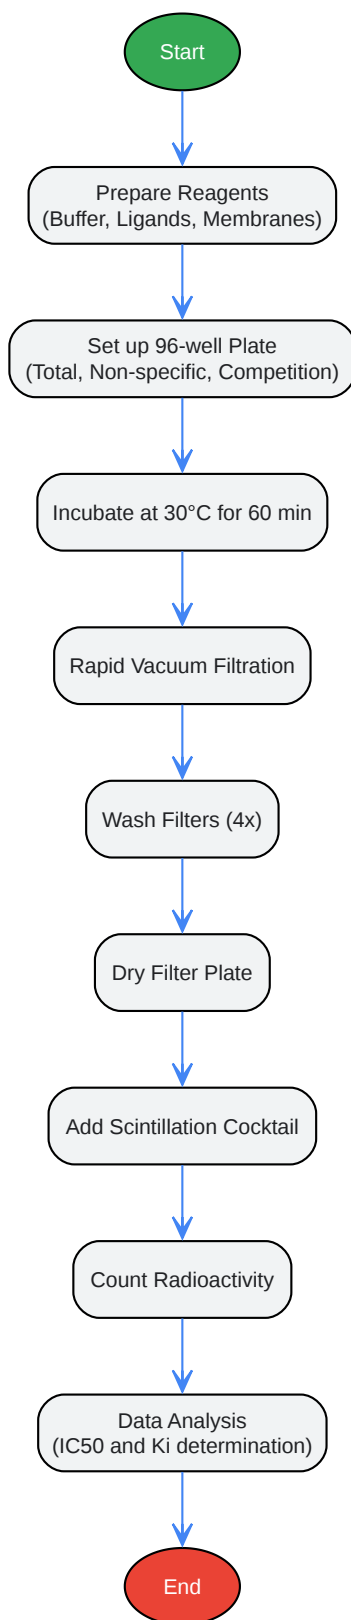 Start
Prepare Reagents
(Buffer, Ligands, Membranes)
Set up 96-well Plate
(Total, Non-specific, Competition)
Incubate at 30°C for 60 min
Rapid Vacuum Filtration
Wash Filters (4x)
Dry Filter Plate
Add Scintillation Cocktail
Count Radioactivity
Data Analysis
(IC50 and Ki determination)
End